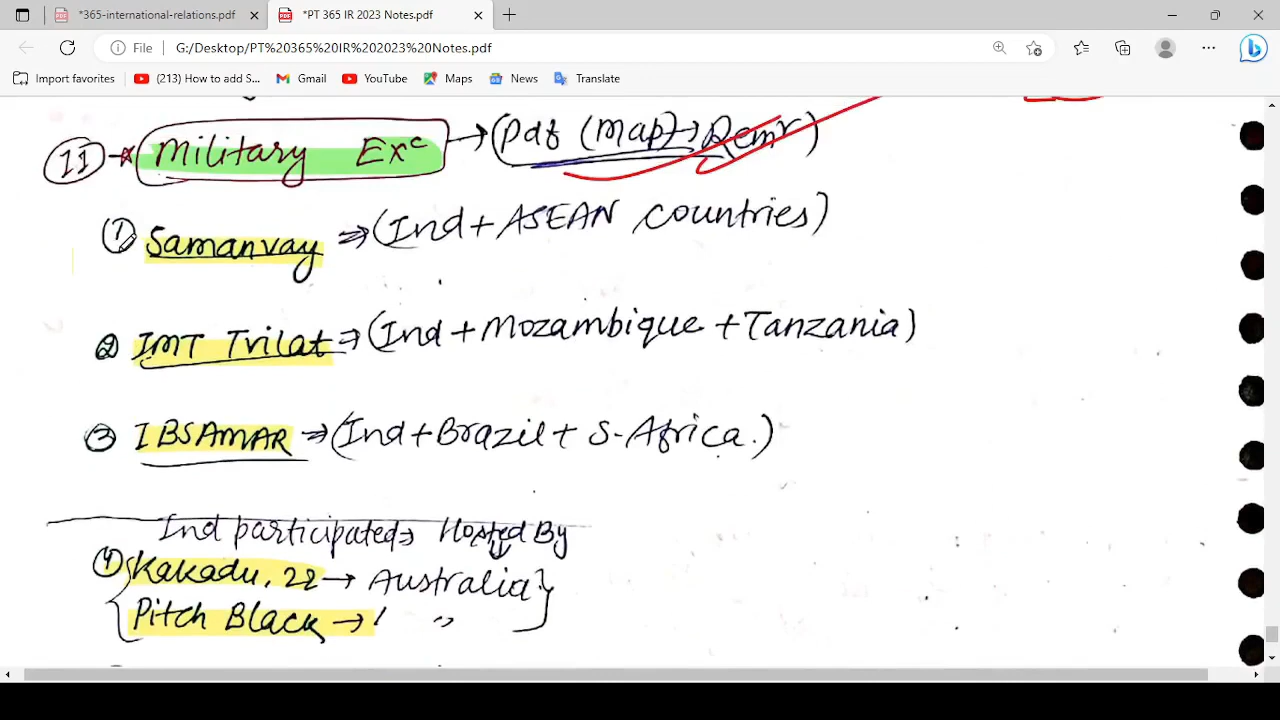 *365-international-relations.pdf
*PT 365 IR 2023 Notes.pdf
File
G:/Desktop/PT%20365%20IR%202023%20Notes.pdf
Import favorites
(213) How to add S...
Gmail
YouTube
Maps
News
Translate
11 → * Military Exc → (Pdf (Map) → Remr)
① Samanvay ⇒ (Ind + ASEAN countries)
② IMT Trilat ⇒ (Ind + Mozambique + Tanzania)
③ IBSAMAR ⇒ (Ind + Brazil + S-Africa.)
Ind participated → Hosted By
④ Kakadu, 22 → Australia
Pitch Black → ' "